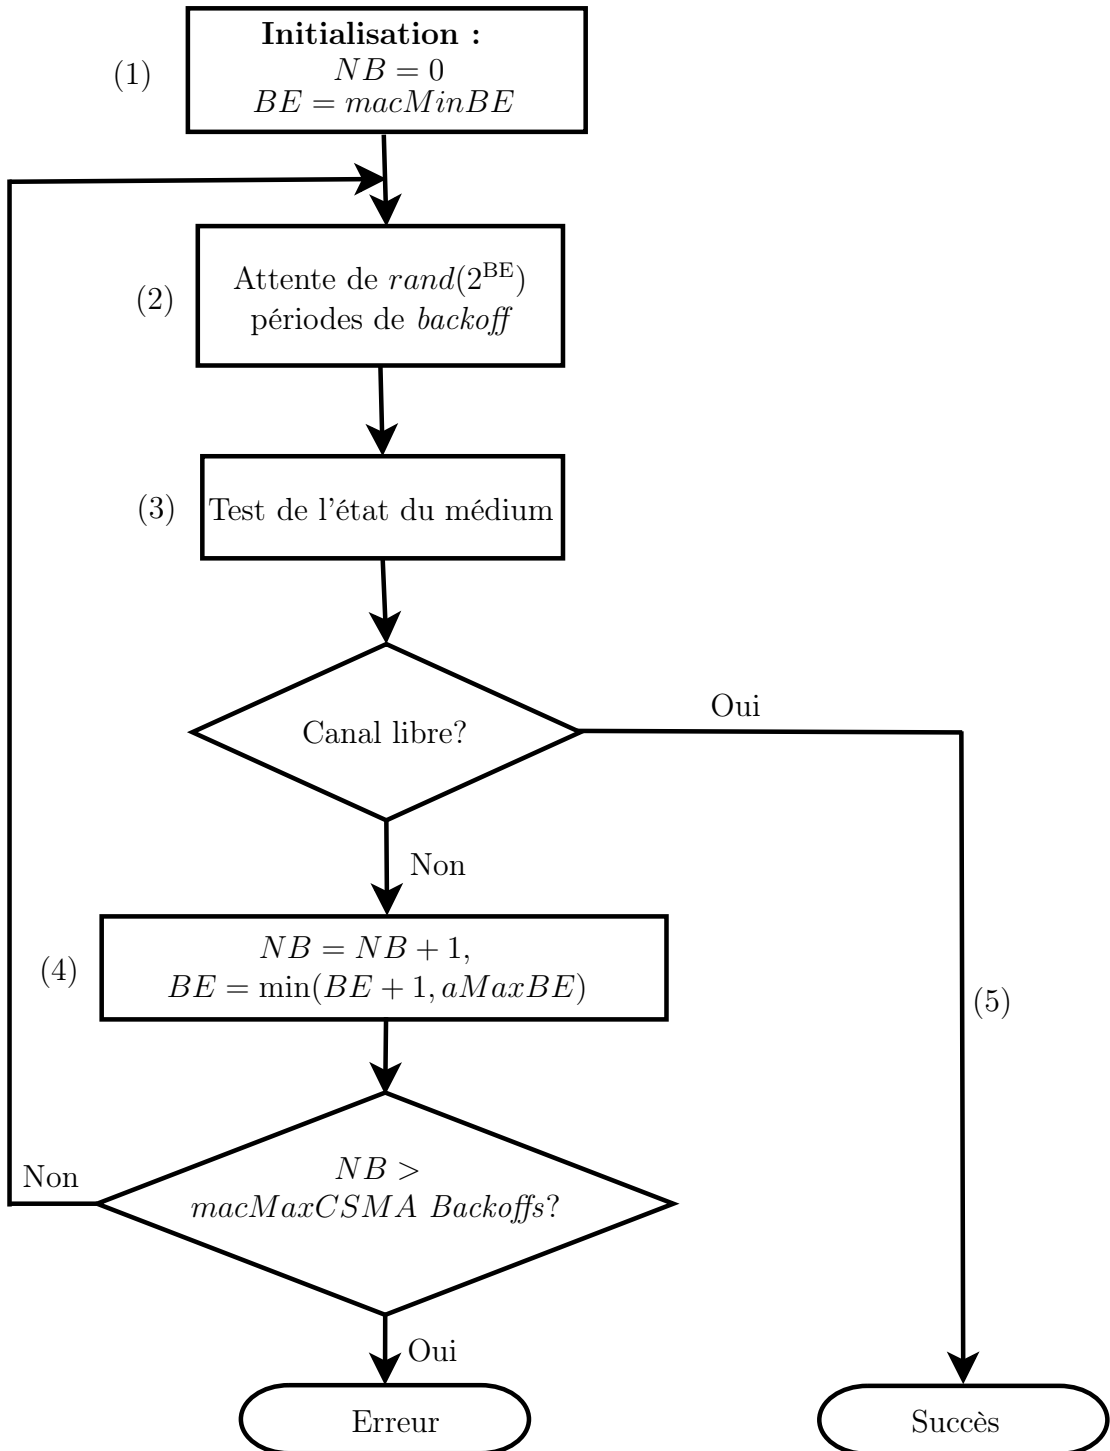 Initialisation :
(1)
NB = 0
BE = macMinBE
Attente de rand(2^BE)
(2)
périodes de backoff
(3)
Test de l'état du médium
Oui
Canal libre?
Non
NB = NB + 1,
(4)
BE = min(BE + 1, aMaxBE)
(5)
NB >
Non
macMaxCSMA Backoffs?
Oui
Erreur
Succès